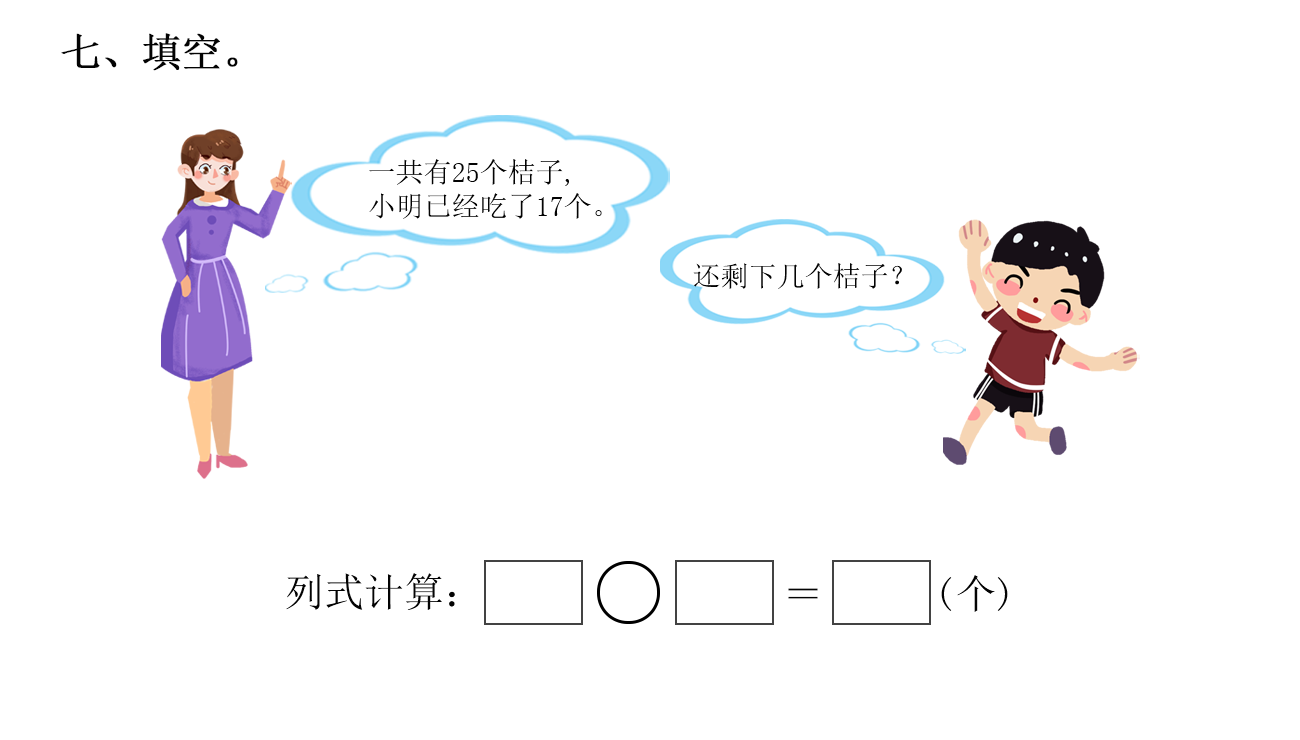 七、填空。
一共有25个桔子,
小明已经吃了17个。
还剩下几个桔子?
列式计算: = (个)